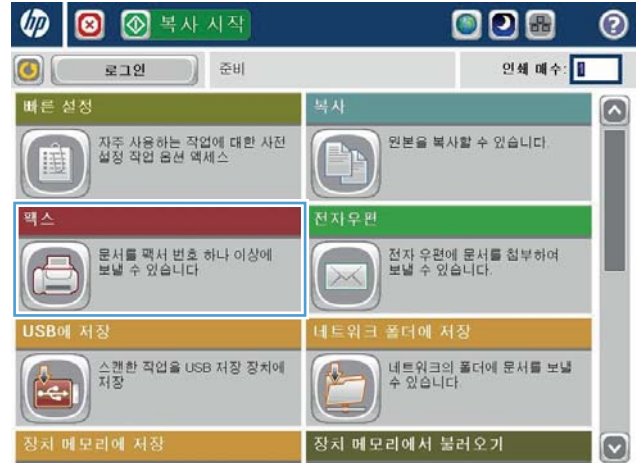 hp 복사 시작 ?
로그인 준비 인쇄 매수: 1
빠른 설정
자주 사용하는 작업에 대한 사전
설정 작업 옵션 액세스
복사
원본을 복사할 수 있습니다.
팩스
문서를 팩서 번호 하나 이상에
보낼 수 있습니다
전자우편
전자 우편에 문서를 첨부하여
보낼 수 있습니다.
USB에 저장
스캔한 작업을 USB 저장 장치에
저장
네트워크 폴더에 저장
네트워크의 폴더에 문서를 보낼
수 있습니다
장치 메모리에 저장
장치 메모리에서 불러오기